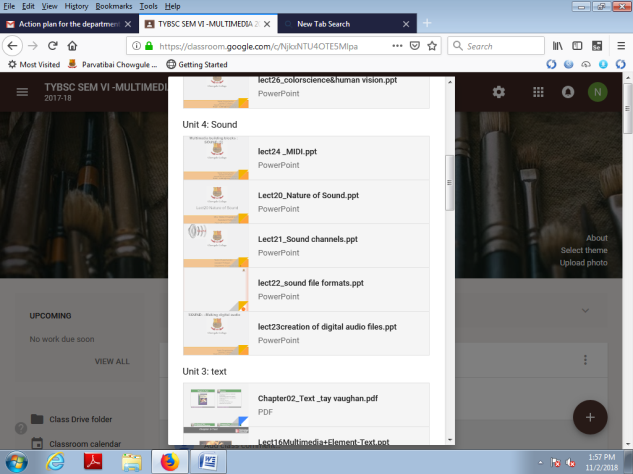 File Edit View History Bookmarks Tools Help
Action plan for the department
TYBSC SEM VI -MULTIMEDIA 20
New Tab Search
https://classroom.google.com/c/NjkxNTU4OTE5Mlpa
Search
Most Visited
Parvatibai Chowgule ...
Getting Started
TYBSC SEM VI -MULTIMEDIA
2017-18
N
lect26_colorscience&human vision.ppt
PowerPoint
Unit 4: Sound
lect24 _MIDI.ppt
PowerPoint
Lect20_Nature of Sound.ppt
PowerPoint
Lect21_Sound channels.ppt
PowerPoint
lect22_sound file formats.ppt
PowerPoint
lect23creation of digital audio files.ppt
PowerPoint
Unit 3: text
Chapter02_Text _tay vaughan.pdf
PDF
Lect16Multimedia+Element-Text.ppt
About
Select theme
Upload photo
UPCOMING
No work due soon
VIEW ALL
Class Drive folder
Classroom calendar
1:57 PM
11/2/2018